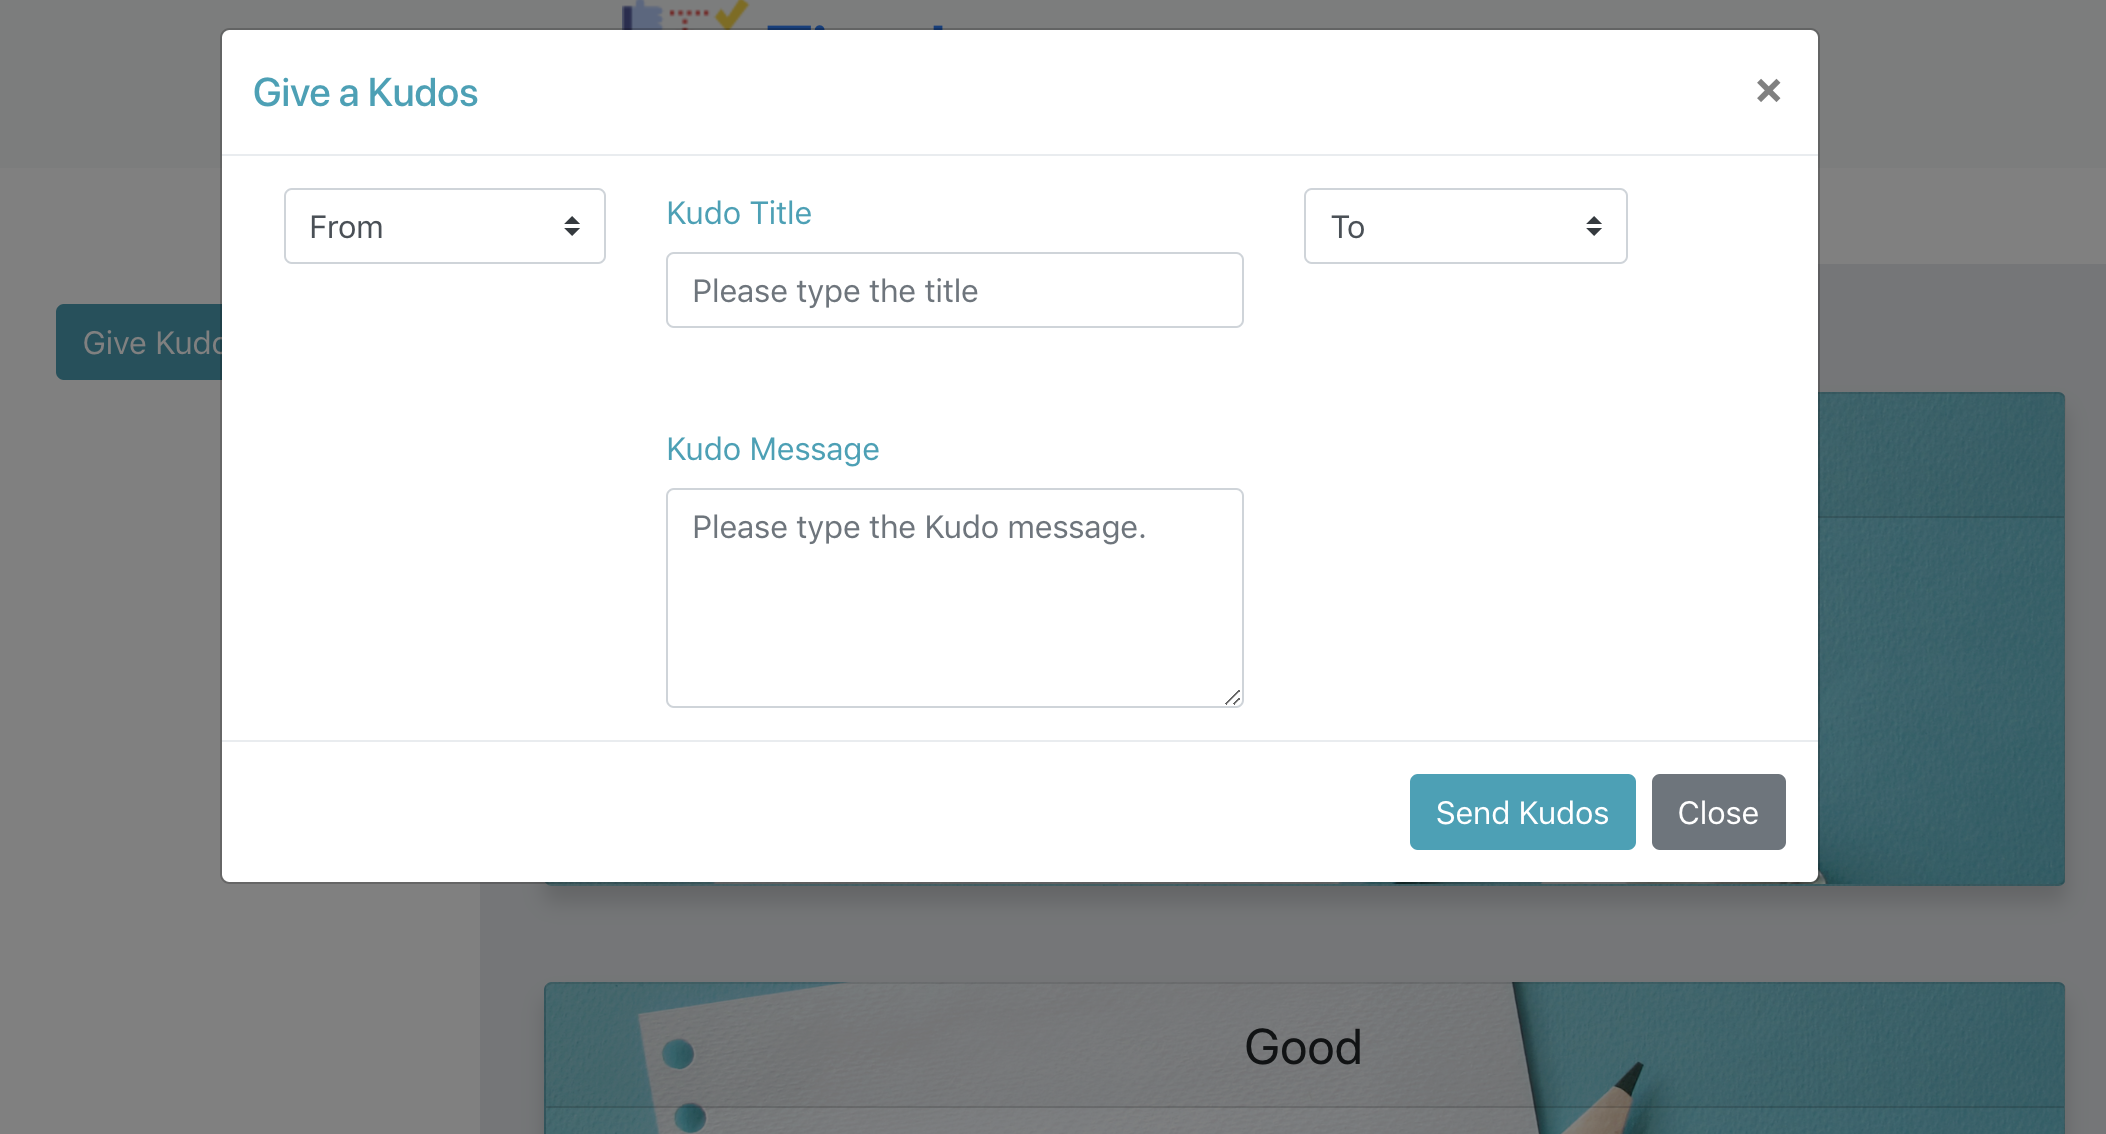 Give a Kudos
×
From
Kudo Title
To
Please type the title
Give Kudo
Kudo Message
Please type the Kudo message.
Send Kudos
Close
Good